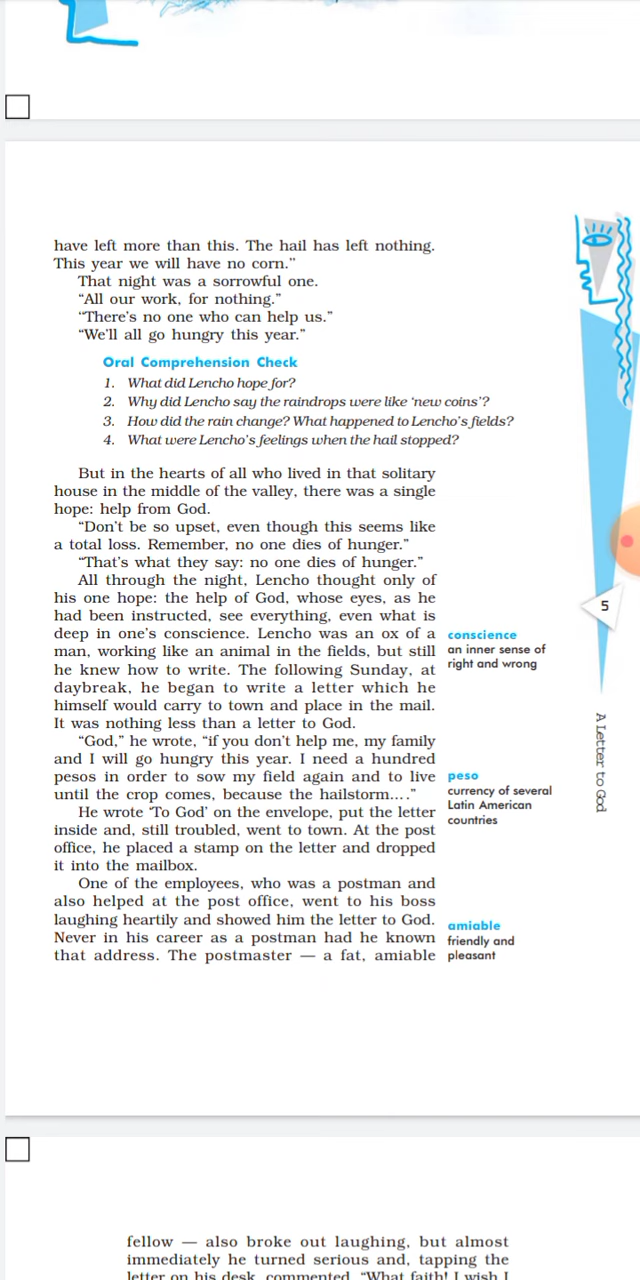 have left more than this. The hail has left nothing.
This year we will have no corn."
That night was a sorrowful one.
“All our work, for nothing.”
“There’s no one who can help us.”
“We’ll all go hungry this year.”
Oral Comprehension Check
1. What did Lencho hope for?
2. Why did Lencho say the raindrops were like ‘new coins’?
3. How did the rain change? What happened to Lencho’s fields?
4. What were Lencho’s feelings when the hail stopped?
But in the hearts of all who lived in that solitary
house in the middle of the valley, there was a single
hope: help from God.
“Don’t be so upset, even though this seems like
a total loss. Remember, no one dies of hunger.”
“That’s what they say: no one dies of hunger.”
All through the night, Lencho thought only of
his one hope: the help of God, whose eyes, as he
had been instructed, see everything, even what is
deep in one’s conscience. Lencho was an ox of a
man, working like an animal in the fields, but still
he knew how to write. The following Sunday, at
daybreak, he began to write a letter which he
himself would carry to town and place in the mail.
It was nothing less than a letter to God.
“God,” he wrote, “if you don’t help me, my family
and I will go hungry this year. I need a hundred
pesos in order to sow my field again and to live
until the crop comes, because the hailstorm... .”
He wrote ‘To God’ on the envelope, put the letter
inside and, still troubled, went to town. At the post
office, he placed a stamp on the letter and dropped
it into the mailbox.
One of the employees, who was a postman and
also helped at the post office, went to his boss
laughing heartily and showed him the letter to God.
Never in his career as a postman had he known
that address. The postmaster — a fat, amiable
conscience
an inner sense of
right and wrong
peso
currency of several
Latin American
countries
amiable
friendly and
pleasant
5
A Letter to God
fellow — also broke out laughing, but almost
immediately he turned serious and, tapping the
letter on his desk, commented, “What faith! I wish I